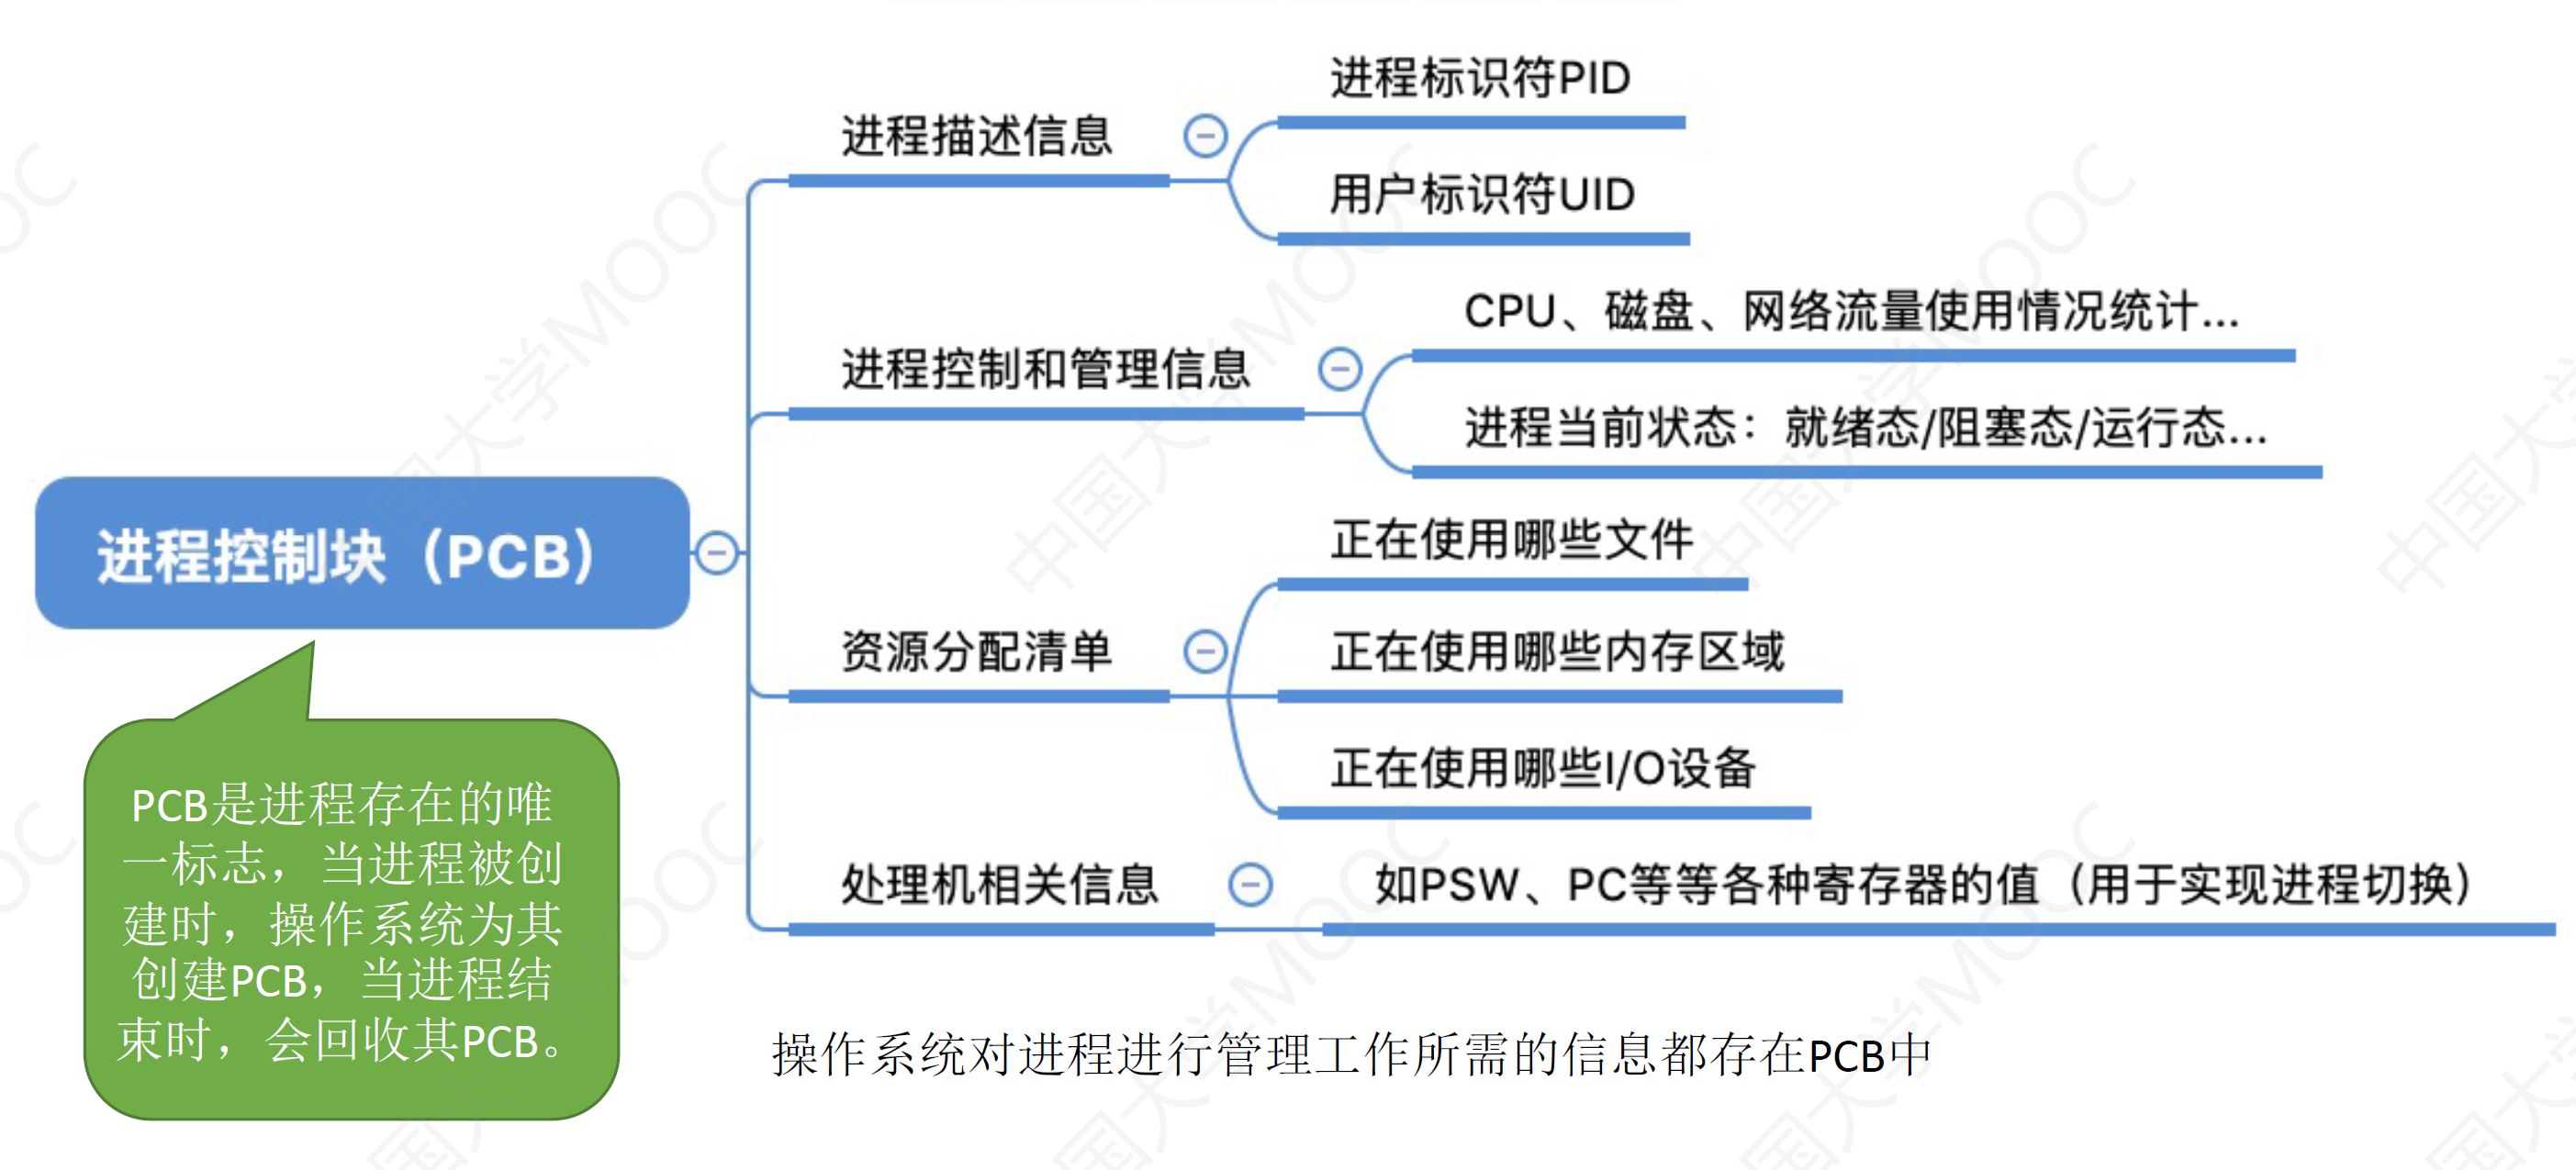 进程控制块（PCB）
进程描述信息
进程标识符PID
用户标识符UID
进程控制和管理信息
CPU、磁盘、网络流量使用情况统计...
进程当前状态：就绪态/阻塞态/运行态...
资源分配清单
正在使用哪些文件
正在使用哪些内存区域
正在使用哪些I/O设备
处理机相关信息
如PSW、PC等等各种寄存器的值（用于实现进程切换）
PCB是进程存在的唯
一标志，当进程被创
建时，操作系统为其
创建PCB，当进程结
束时，会回收其PCB。
操作系统对进程进行管理工作所需的信息都存在PCB中
中国大学MOOC